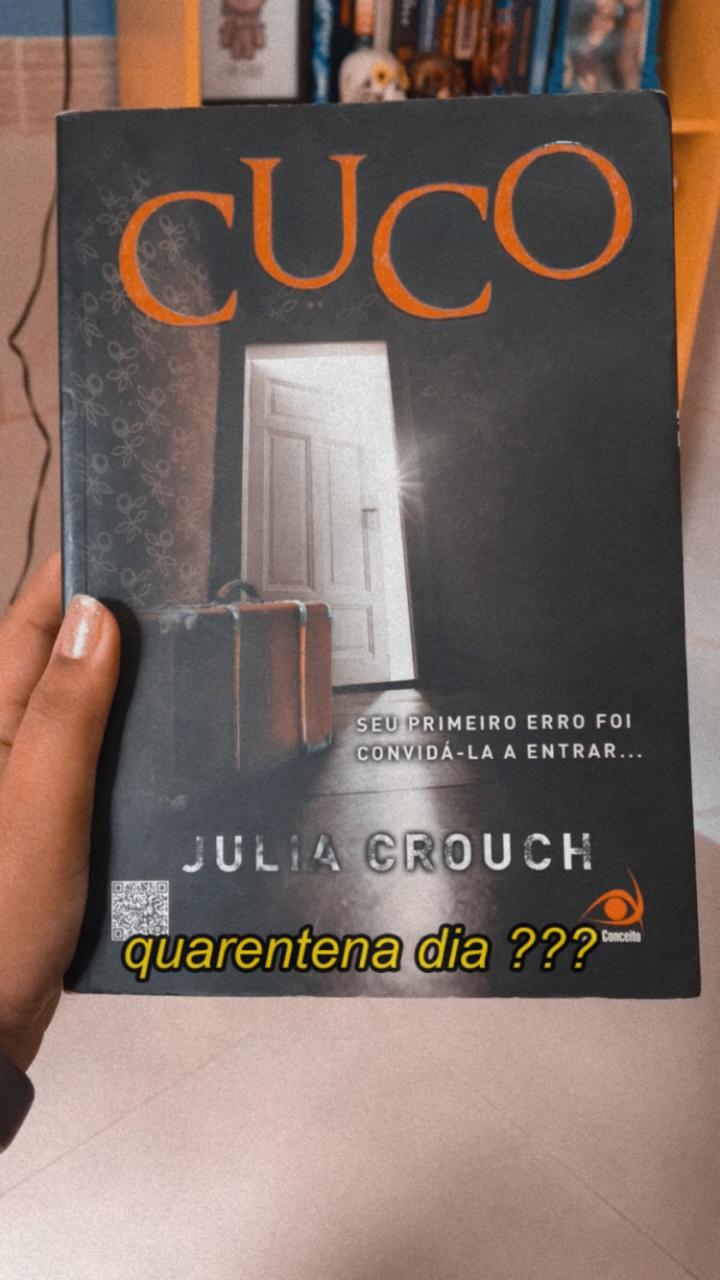 CUCO
SEU PRIMEIRO ERRO FOI
CONVIDÁ-LA A ENTRAR...
JULIA CROUCH
Conceito
quarentena dia ???